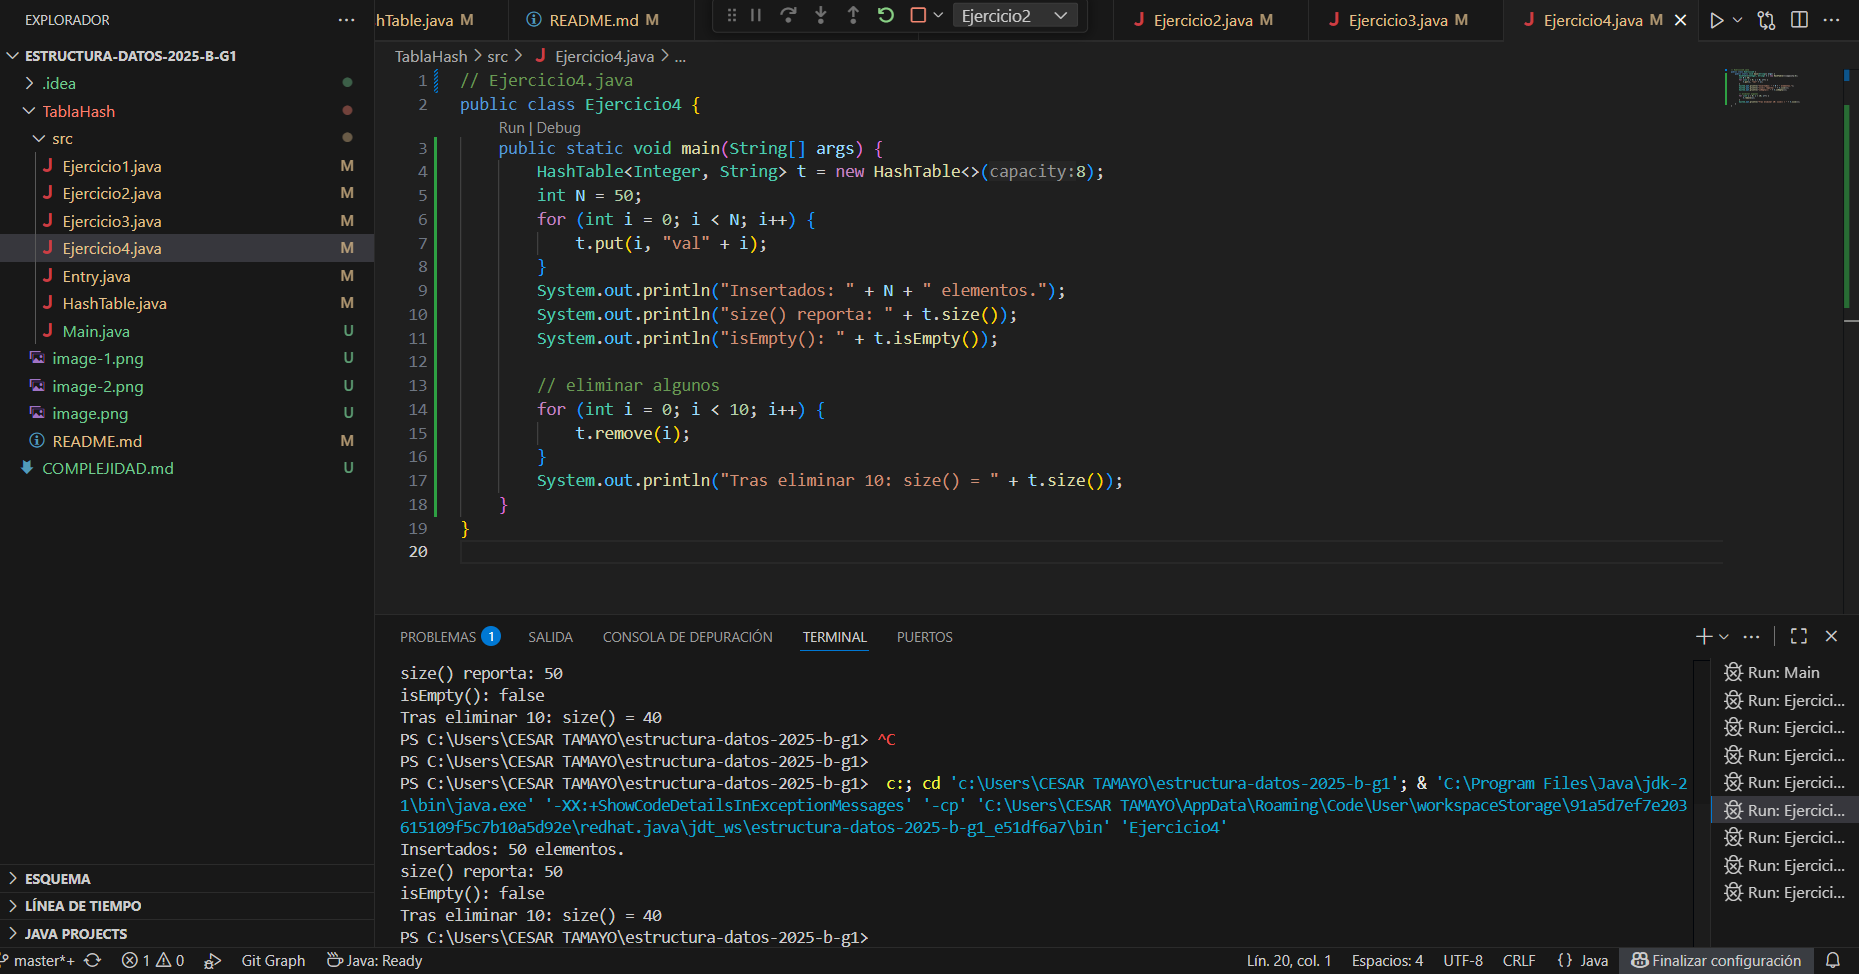 EXPLORADOR
ESTRUCTURA-DATOS-2025-B-G1
.idea
TablaHash
src
Ejercicio1.java M
Ejercicio2.java M
Ejercicio3.java M
Ejercicio4.java M
Entry.java M
HashTable.java M
Main.java U
image-1.png U
image-2.png U
image.png U
README.md M
COMPLEJIDAD.md U
ESQUEMA
LÍNEA DE TIEMPO
JAVA PROJECTS
hTable.java M README.md M Ejercicio2 Ejercicio2.java M Ejercicio3.java M Ejercicio4.java M
TablaHash > src > J Ejercicio4.java > ...
1 // Ejercicio4.java
2 public class Ejercicio4 {
Run | Debug
3 public static void main(String[] args) {
4 HashTable<Integer, String> t = new HashTable<>(capacity:8);
5 int N = 50;
6 for (int i = 0; i < N; i++) {
7 t.put(i, "val" + i);
8 }
9 System.out.println("Insertados: " + N + " elementos.");
10 System.out.println("size() reporta: " + t.size());
11 System.out.println("isEmpty(): " + t.isEmpty());
12
13 // eliminar algunos
14 for (int i = 0; i < 10; i++) {
15 t.remove(i);
16 }
17 System.out.println("Tras eliminar 10: size() = " + t.size());
18 }
19 }
20
PROBLEMAS 1 SALIDA CONSOLA DE DEPURACIÓN TERMINAL PUERTOS
size() reporta: 50
isEmpty(): false
Tras eliminar 10: size() = 40
PS C:\Users\CESAR TAMAYO\estructura-datos-2025-b-g1> ^C
PS C:\Users\CESAR TAMAYO\estructura-datos-2025-b-g1>
PS C:\Users\CESAR TAMAYO\estructura-datos-2025-b-g1> c:; cd 'c:\Users\CESAR TAMAYO\estructura-datos-2025-b-g1'; & 'C:\Program Files\Java\jdk-2
1\bin\java.exe' '-XX:+ShowCodeDetailsInExceptionMessages' '-cp' 'C:\Users\CESAR TAMAYO\AppData\Roaming\Code\User\workspaceStorage\91a5d7ef7e203
615109f5c7b10a5d92e\redhat.java\jdt_ws\estructura-datos-2025-b-g1_e51df6a7\bin' 'Ejercicio4'
Insertados: 50 elementos.
size() reporta: 50
isEmpty(): false
Tras eliminar 10: size() = 40
PS C:\Users\CESAR TAMAYO\estructura-datos-2025-b-g1>
Run: Main
Run: Ejercici...
Run: Ejercici...
Run: Ejercici...
Run: Ejercici...
Run: Ejercici...
Run: Ejercici...
Run: Ejercici...
Run: Ejercici...
master*+ 1 0 Git Graph Java: Ready Lín. 20, col. 1 Espacios: 4 UTF-8 CRLF {} Java Finalizar configuración